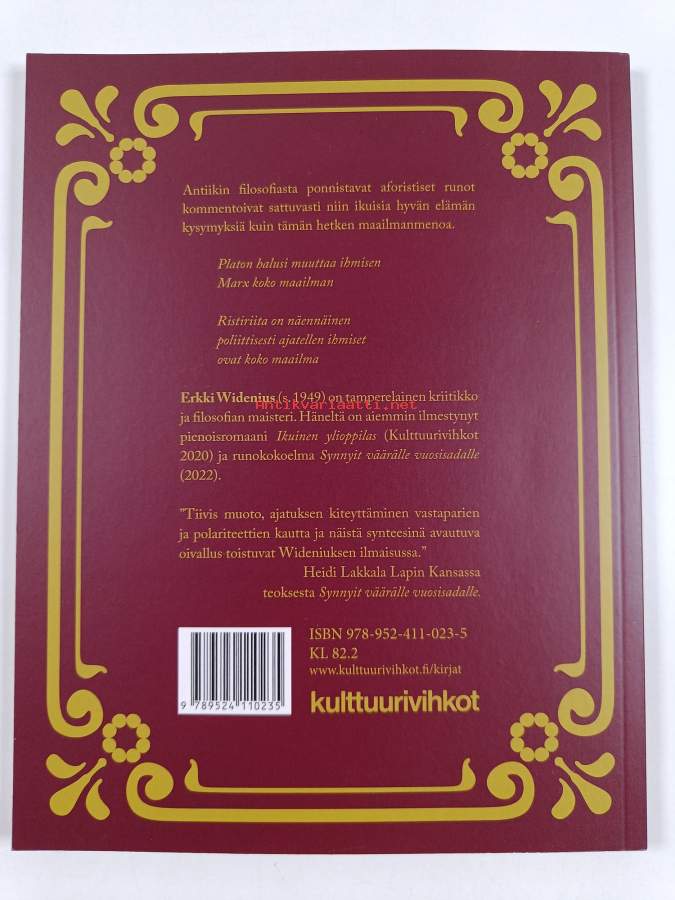 Antiikin filosofiasta ponnistavat aforistiset runot
kommentoivat sattuvasti niin ikuisia hyvän elämän
kysymyksiä kuin tämän hetken maailmanmenoa.
Platon halusi muuttaa ihmisen
Marx koko maailman
Ristiriita on näennäinen
poliittisesti ajatellen ihmiset
ovat koko maailma
Erkki Widenius (s. 1949) on tamperelainen kriitikko
Antikvariaatti.net
ja filosofian maisteri. Häneltä on aiemmin ilmestynyt
pienoisromaani Ikuinen ylioppilas (Kulttuurivihkot
2020) ja runokokoelma Synnyit väärälle vuosisadalle
(2022).
"Tiivis muoto, ajatuksen kiteyttäminen vastaparien
ja polariteettien kautta ja näistä synteesinä avautuva
oivallus toistuvat Wideniuksen ilmaisussa."
Heidi Lakkala Lapin Kansassa
teoksesta Synnyit väärälle vuosisadalle.
ISBN 978-952-411-023-5
KL 82.2
www.kulttuurivihkot.fi/kirjat
kulttuurivihkot
9 789524 110235